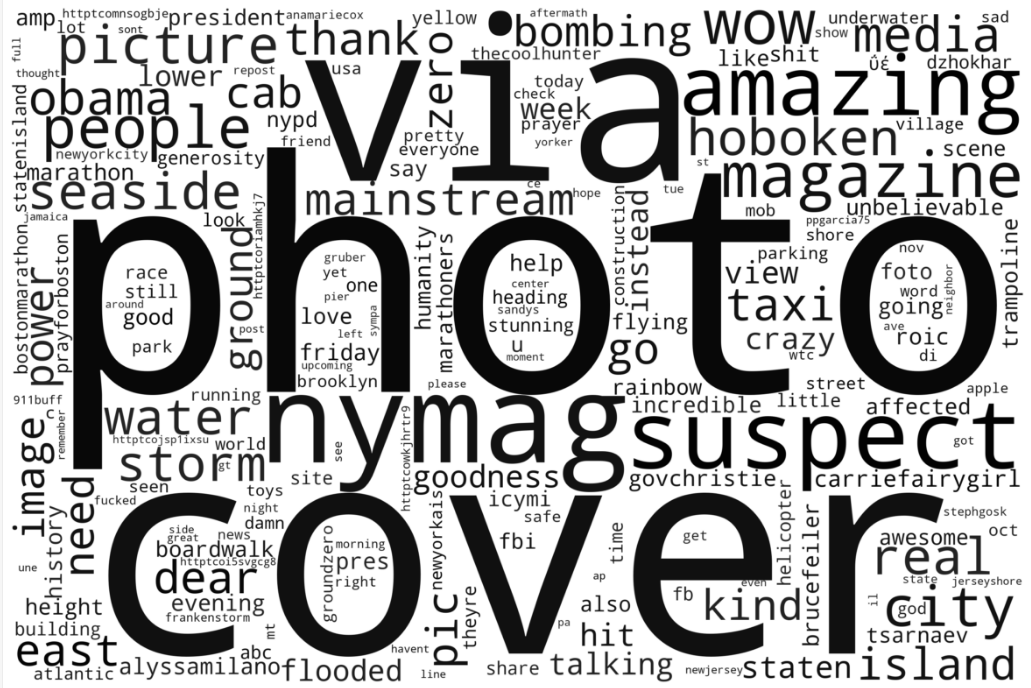 amp httptcomnsogbje president anamariecox yellow aftermath bombing wow underwater sad
full lot sont picture thank zero thecoolhunter show media
thought lower repost usa via today like shit ὑέ dzhokhar
obama cab check week amazing
people nypd friend pretty everyone prayer yorker hoboken village
statenisland newyorkcity generosity say st scene
marathon seaside mainstream ce hope tue magazine
jamaica look httptcoriamhkj7 construction instead mob ppgarcia75 unbelievable
bostonmarathon prayforboston photo humanity marathoners shore nov parking trampoline
power race still ground gruber yet one help view foto
around good post pier love center heading sandys taxi word going neighbor
park left sympa stunning flying crazy ave roic
friday upcoming u moment go wtc di
911buff running brooklyn please rainbow street little apple
c remember water nymag incredible affected
image httptcojsp1ixsu world see httptcowkjhrtr9 suspect got
storm gt site goodness govchristie carriefairygirl
need seen toys icymi helicopter stephgosk
fucked night safe cover
history side great news damn fbi time get brucefeiler awesome oct
boardwalk groundzero morning newyorkais real
une httptcoi5svgcg8 dear pres ap even state jerseyshore
height evening right pic theyre also fb kind il god city
building frankenstorm mt pa hit tsarnaev
east abc havent
atlantic alyssamilano flooded line share talking newjersey staten island